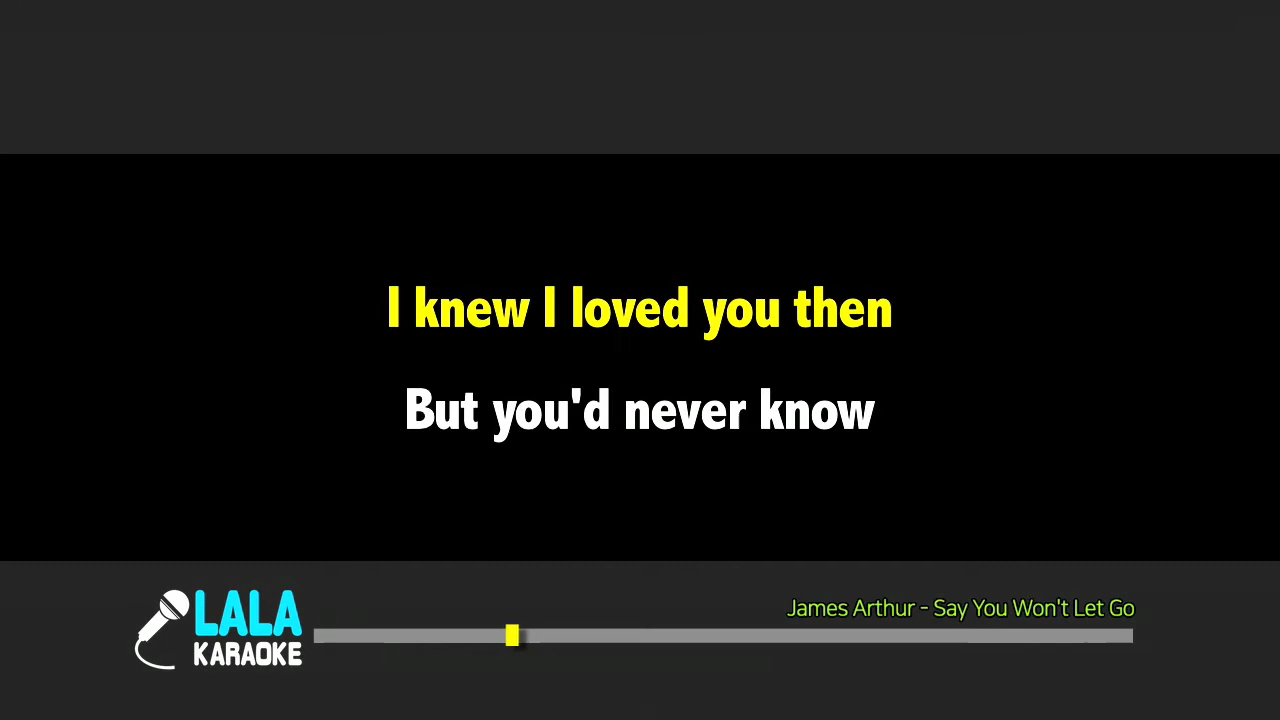 I knew I loved you then
But you'd never know
James Arthur - Say You Won't Let Go
LALA
KARAOKE